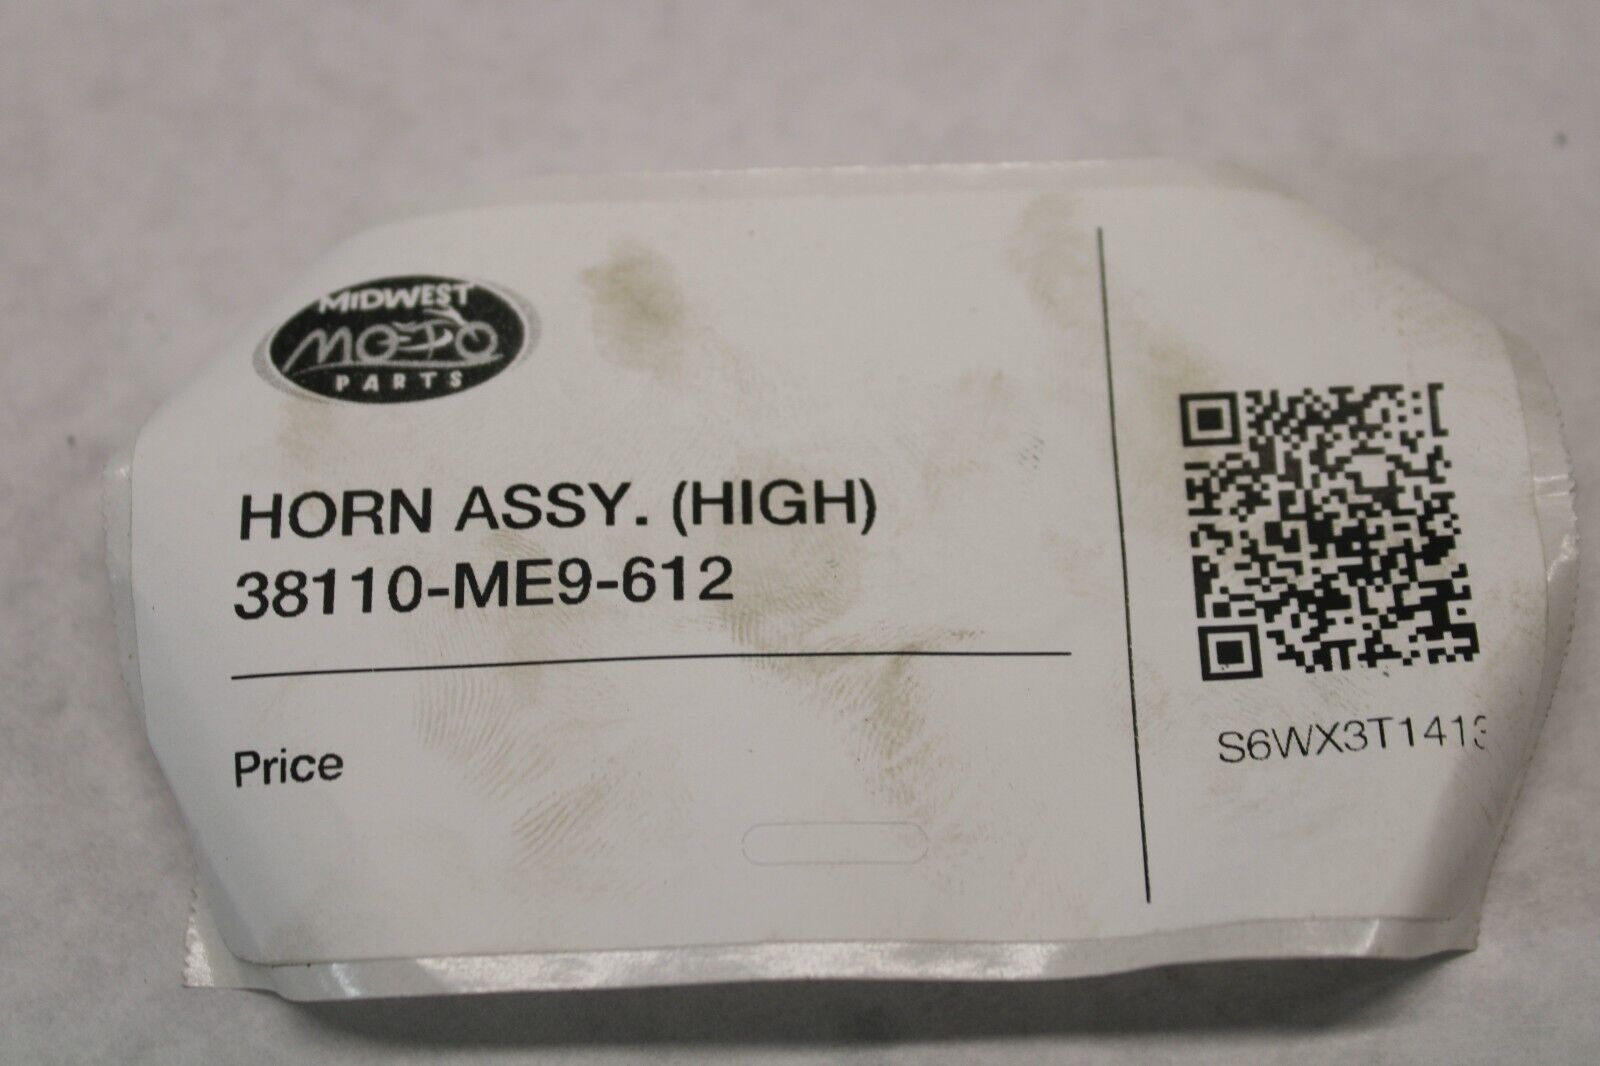 MIDWEST
MOTO
PARTS
HORN ASSY. (HIGH)
38110-ME9-612
Price
S6WX3T1413